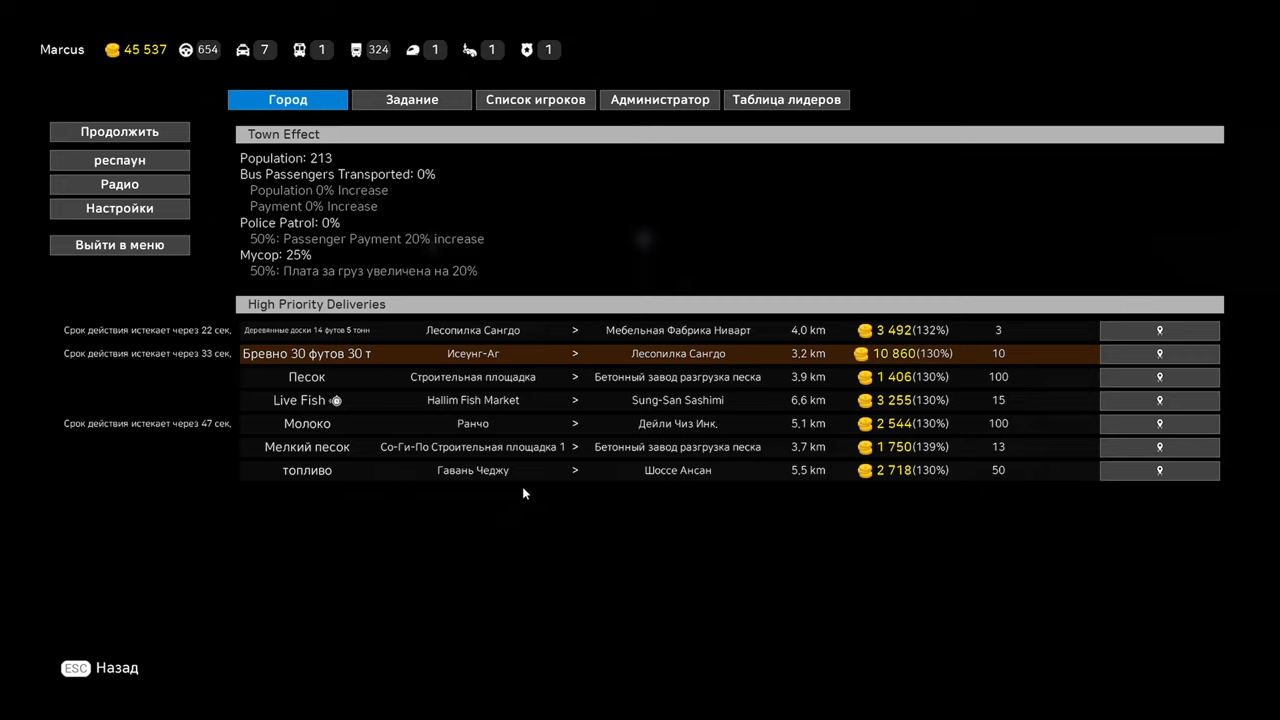 Marcus 45 537 654 7 1 324 1 1 1
Город Задание Список игроков Администратор Таблица лидеров
Продолжить
респаун
Радио
Настройки
Выйти в меню
Town Effect
Population: 213
Bus Passengers Transported: 0%
Population 0% Increase
Payment 0% Increase
Police Patrol: 0%
50%: Passenger Payment 20% increase
Мусор: 25%
50%: Плата за груз увеличена на 20%
High Priority Deliveries
Срок действия истекает через 22 сек, Деревянные доски 14 футов 5 тонн Лесопилка Сангдо > Мебельная Фабрика Ниварт 4,0 km 3 492(132%) 3
Срок действия истекает через 33 сек, Бревно 30 футов 30 т Исеунг-Аг > Лесопилка Сангдо 3,2 km 10 860(130%) 10
Песок Строительная площадка > Бетонный завод разгрузка песка 3,9 km 1 406(130%) 100
Live Fish Hallim Fish Market > Sung-San Sashimi 6,6 km 3 255(130%) 15
Срок действия истекает через 47 сек, Молоко Ранчо > Дейли Чиз Инк, 5,1 km 2 544(130%) 100
Мелкий песок Со-Ги-По Строительная площадка 1 > Бетонный завод разгрузка песка 3,7 km 1 750(139%) 13
топливо Гавань Чеджу > Шоссе Ансан 5,5 km 2 718(130%) 50
ESC Назад